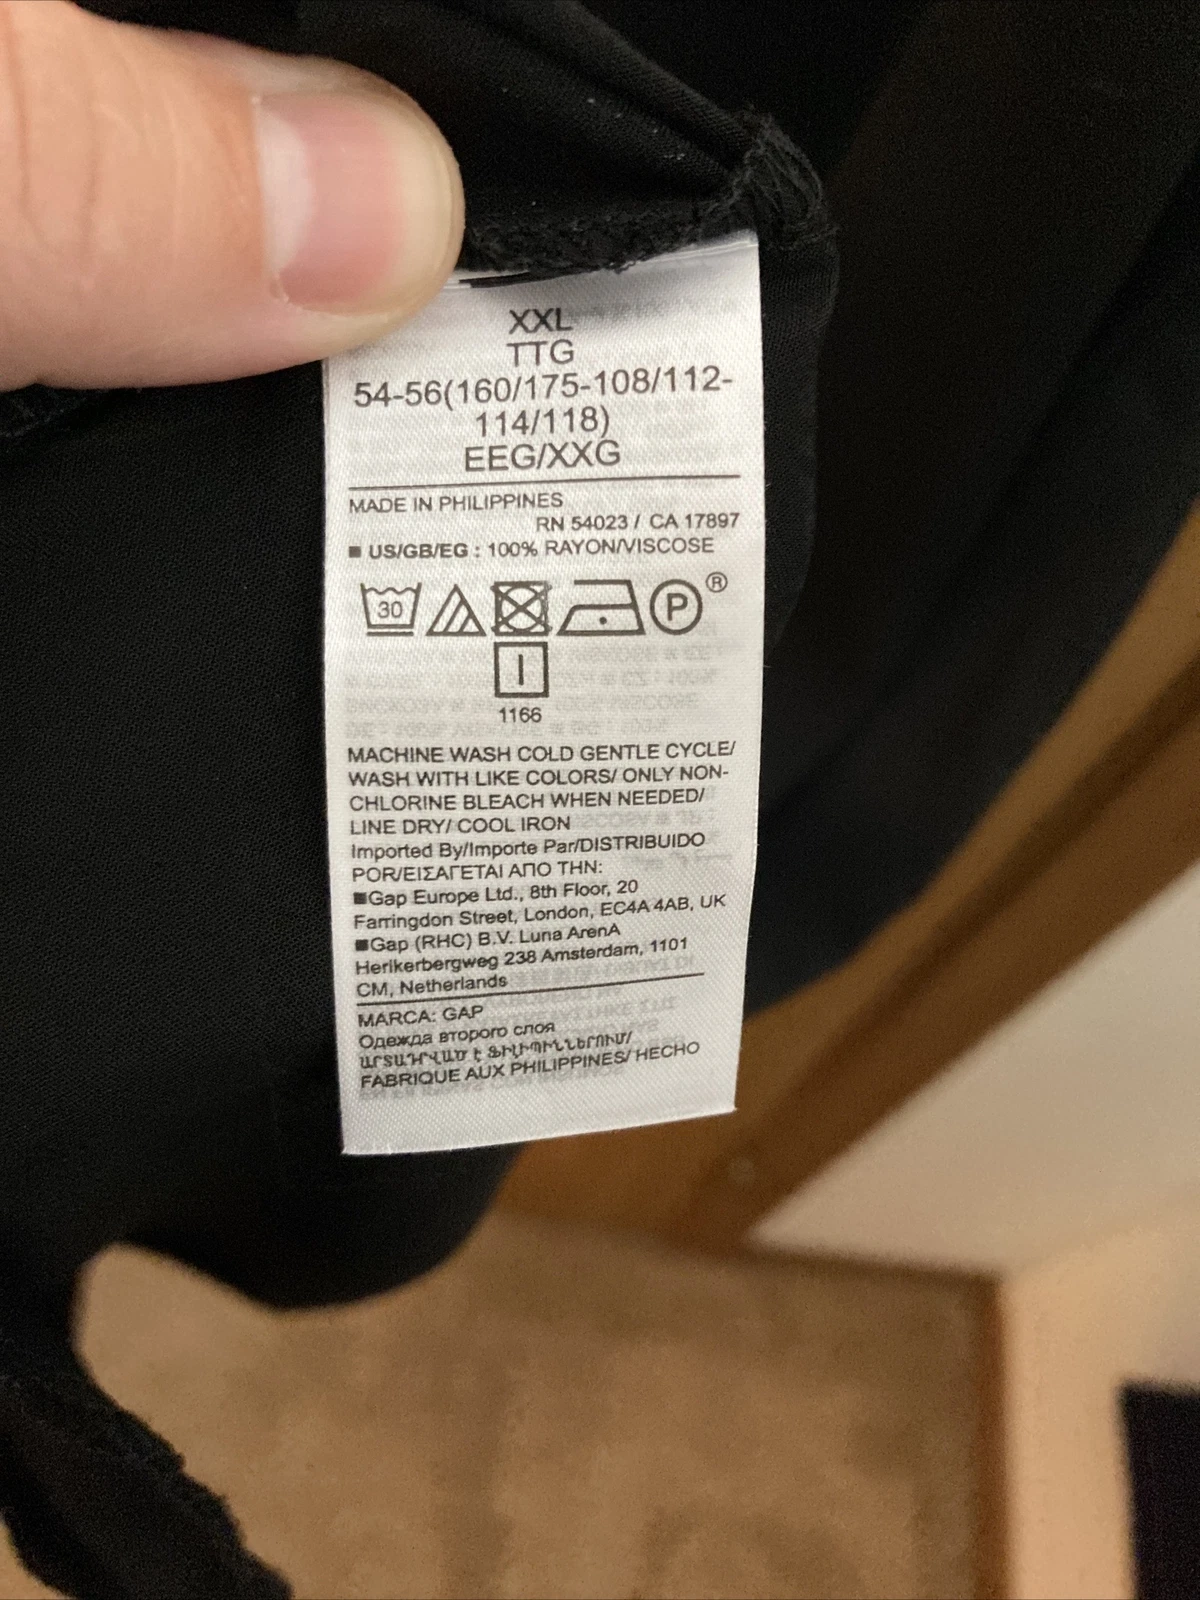 XXL
TTG
54-56(160/175-108/112-
114/118)
EEG/XXG
MADE IN PHILIPPINES
RN 54023 / CA 17897
■ US/GB/EG : 100% RAYON/VISCOSE
30 P ®
I
1166
MACHINE WASH COLD GENTLE CYCLE/
WASH WITH LIKE COLORS/ ONLY NON-
CHLORINE BLEACH WHEN NEEDED/
LINE DRY/ COOL IRON
Imported By/Importe Par/DISTRIBUIDO
POR/ΕΙΣΑΓΕΤΑΙ ΑΠΟ ΤΗΝ:
■Gap Europe Ltd., 8th Floor, 20
Farringdon Street, London, EC4A 4AB, UK
■Gap (RHC) B.V. Luna ArenA
Herikerbergweg 238 Amsterdam, 1101
CM, Netherlands
MARCA: GAP
Одежда второго слоя
ԱՐՏԱԴՐՎԱԾ Է ՖԻԼԻՊԻՆՆԵՐՈՒՄ/
FABRIQUE AUX PHILIPPINES/ HECHO